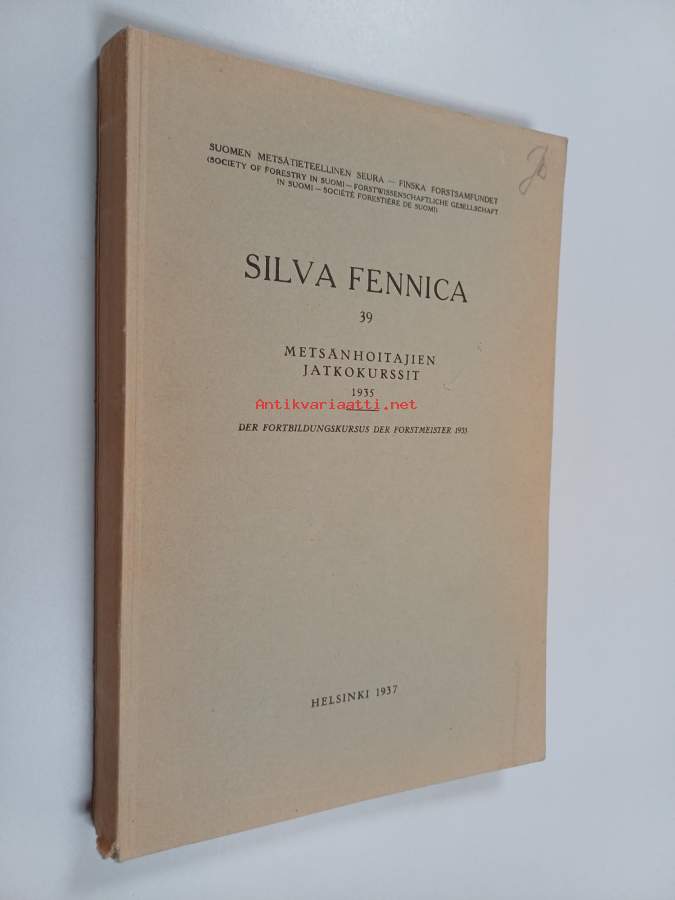 SUOMEN METSÄTIETEELLINEN SEURA — FINSKA FORSTSAMFUNDET
(SOCIETY OF FORESTRY IN SUOMI — FORSTWISSENSCHAFTLICHE GESELLSCHAFT
IN SUOMI — SOCIÉTÉ FORESTIÈRE DE SUOMI)
SILVA FENNICA
39
METSÄNHOITAJIEN
JATKOKURSSIT
1935
Antikvariaatti.net
DER FORTBILDUNGSKURSUS DER FORSTMEISTER 1935
HELSINKI 1937